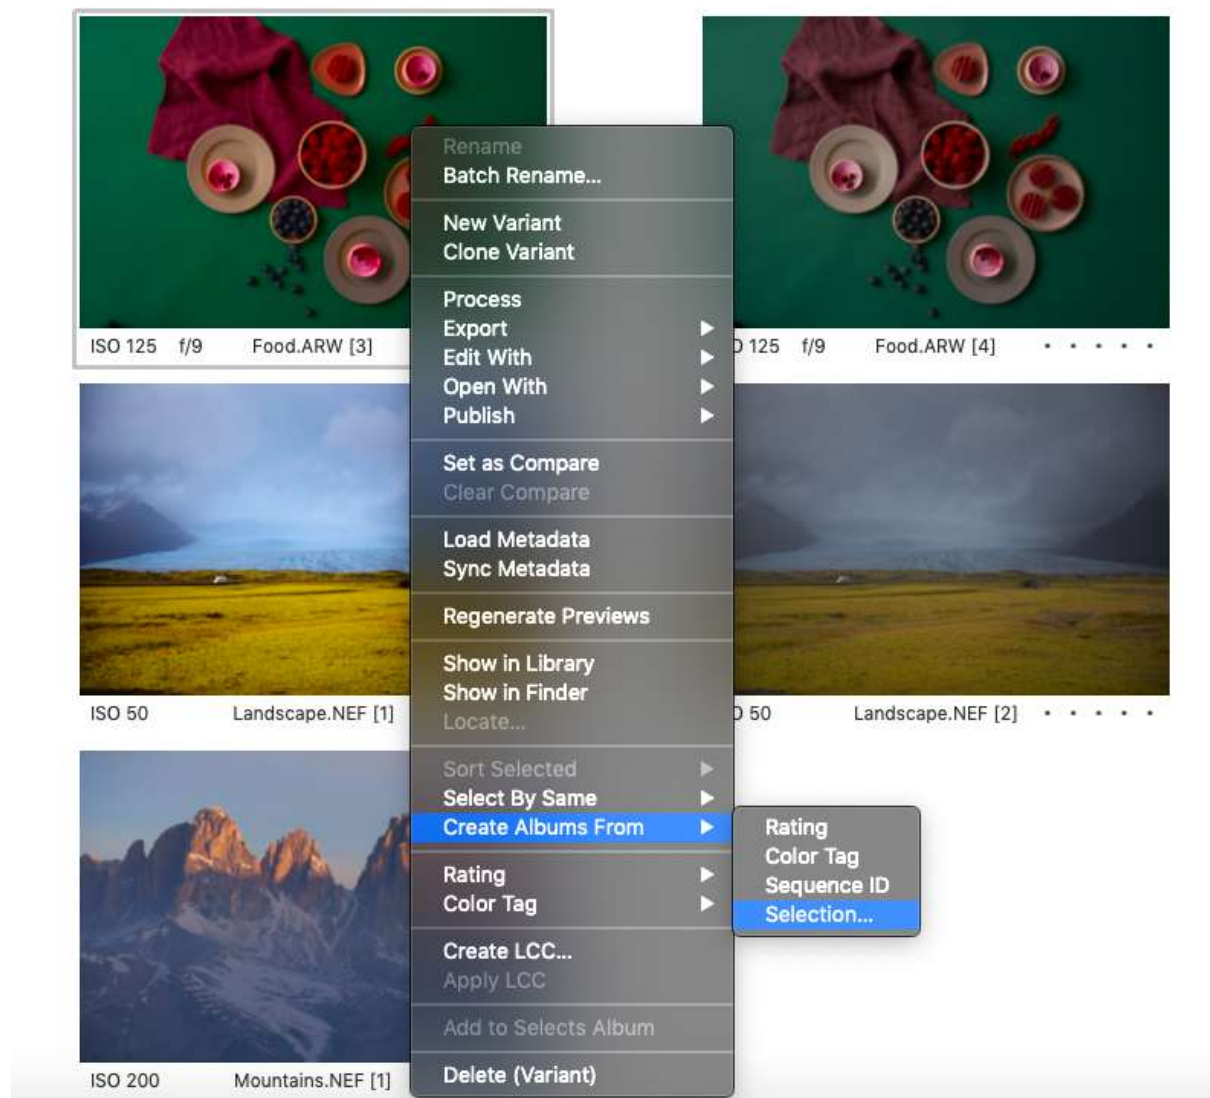 Rename
Batch Rename...
New Variant
Clone Variant
Process
Export
Edit With
Open With
Publish
Set as Compare
Clear Compare
Load Metadata
Sync Metadata
Regenerate Previews
Show in Library
Show in Finder
Locate...
Sort Selected
Select By Same
Create Albums From
Rating
Color Tag
Create LCC...
Apply LCC
Add to Selects Album
Delete (Variant)
Rating
Color Tag
Sequence ID
Selection...
ISO 125 f/9 Food.ARW [3]
125 f/9 Food.ARW [4]
ISO 50 Landscape.NEF [1]
50 Landscape.NEF [2]
ISO 200 Mountains.NEF [1]